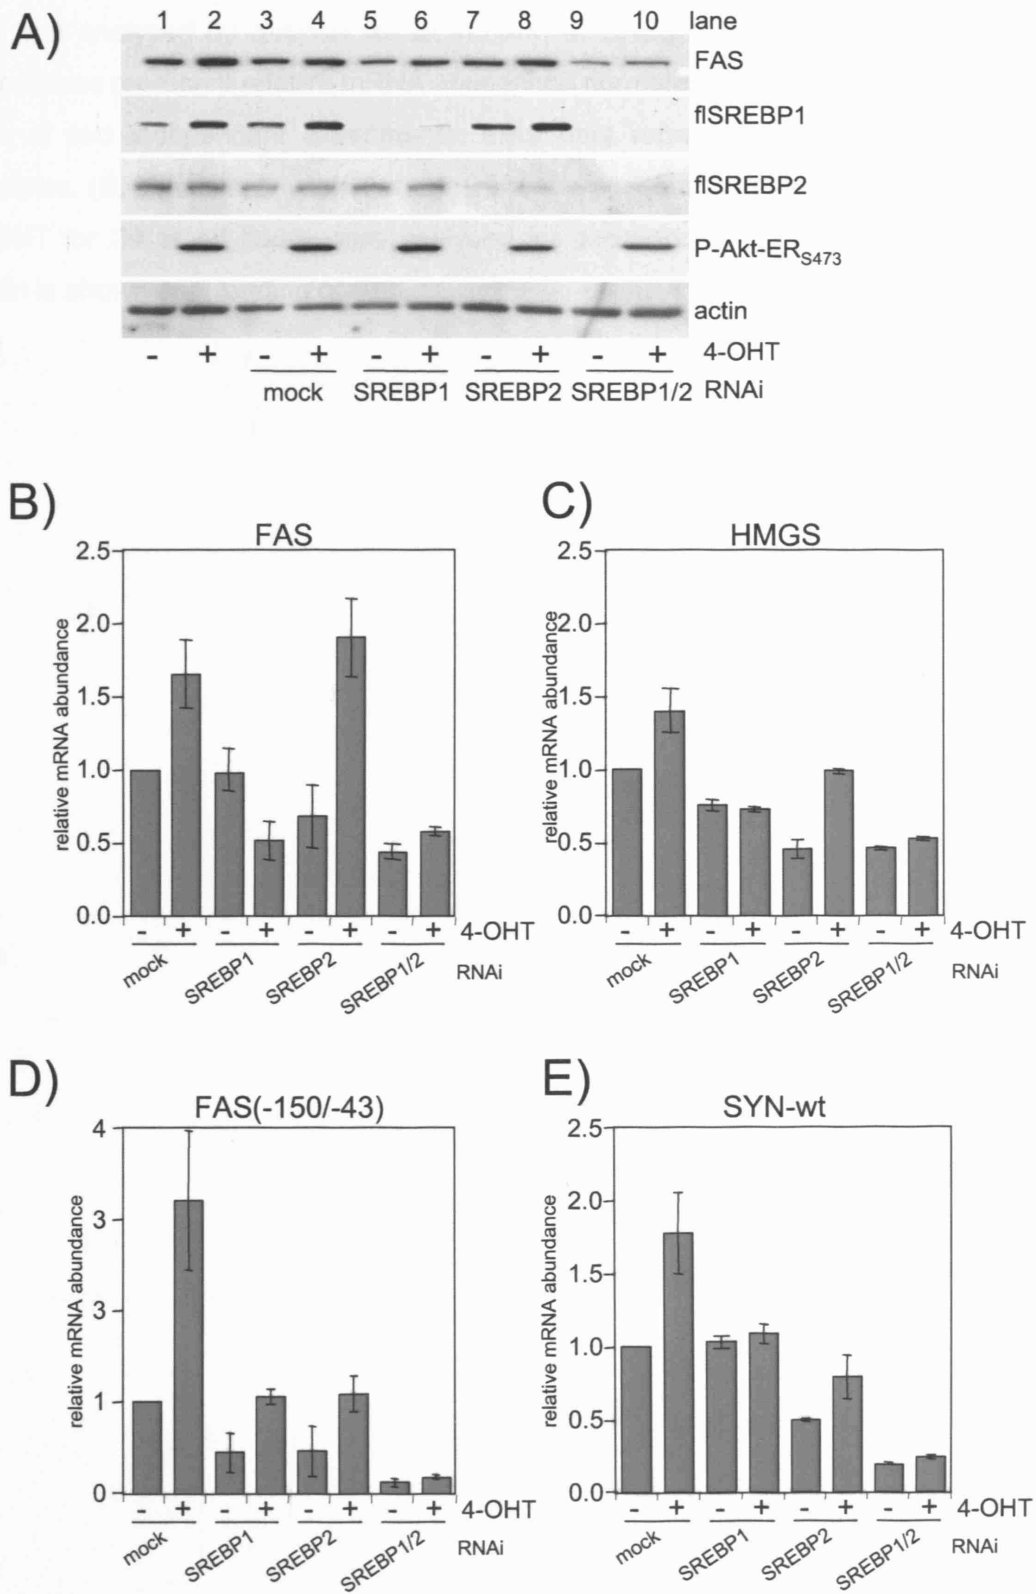 A)
1 2 3 4 5 6 7 8 9 10 lane
FAS
flSREBP1
flSREBP2
P-Akt-ERS473
actin
- + - + - + - + - + 4-OHT
mock SREBP1 SREBP2 SREBP1/2 RNAi
B)
FAS
relative mRNA abundance
2.5
2.0
1.5
1.0
0.5
0.0
- + - + - + - + 4-OHT
mock SREBP1 SREBP2 SREBP1/2 RNAi
C)
HMGS
relative mRNA abundance
2.5
2.0
1.5
1.0
0.5
0.0
- + - + - + - + 4-OHT
mock SREBP1 SREBP2 SREBP1/2 RNAi
D)
FAS(-150/-43)
relative mRNA abundance
4
3
3
1
0
- + - + - + - + 4-OHT
mock SREBP1 SREBP2 SREBP1/2 RNAi
E)
SYN-wt
relative mRNA abundance
2.5
2.0
1.5
1.0
0.5
0.0
- + - + - + - + 4-OHT
mock SREBP1 SREBP2 SREBP1/2 RNAi